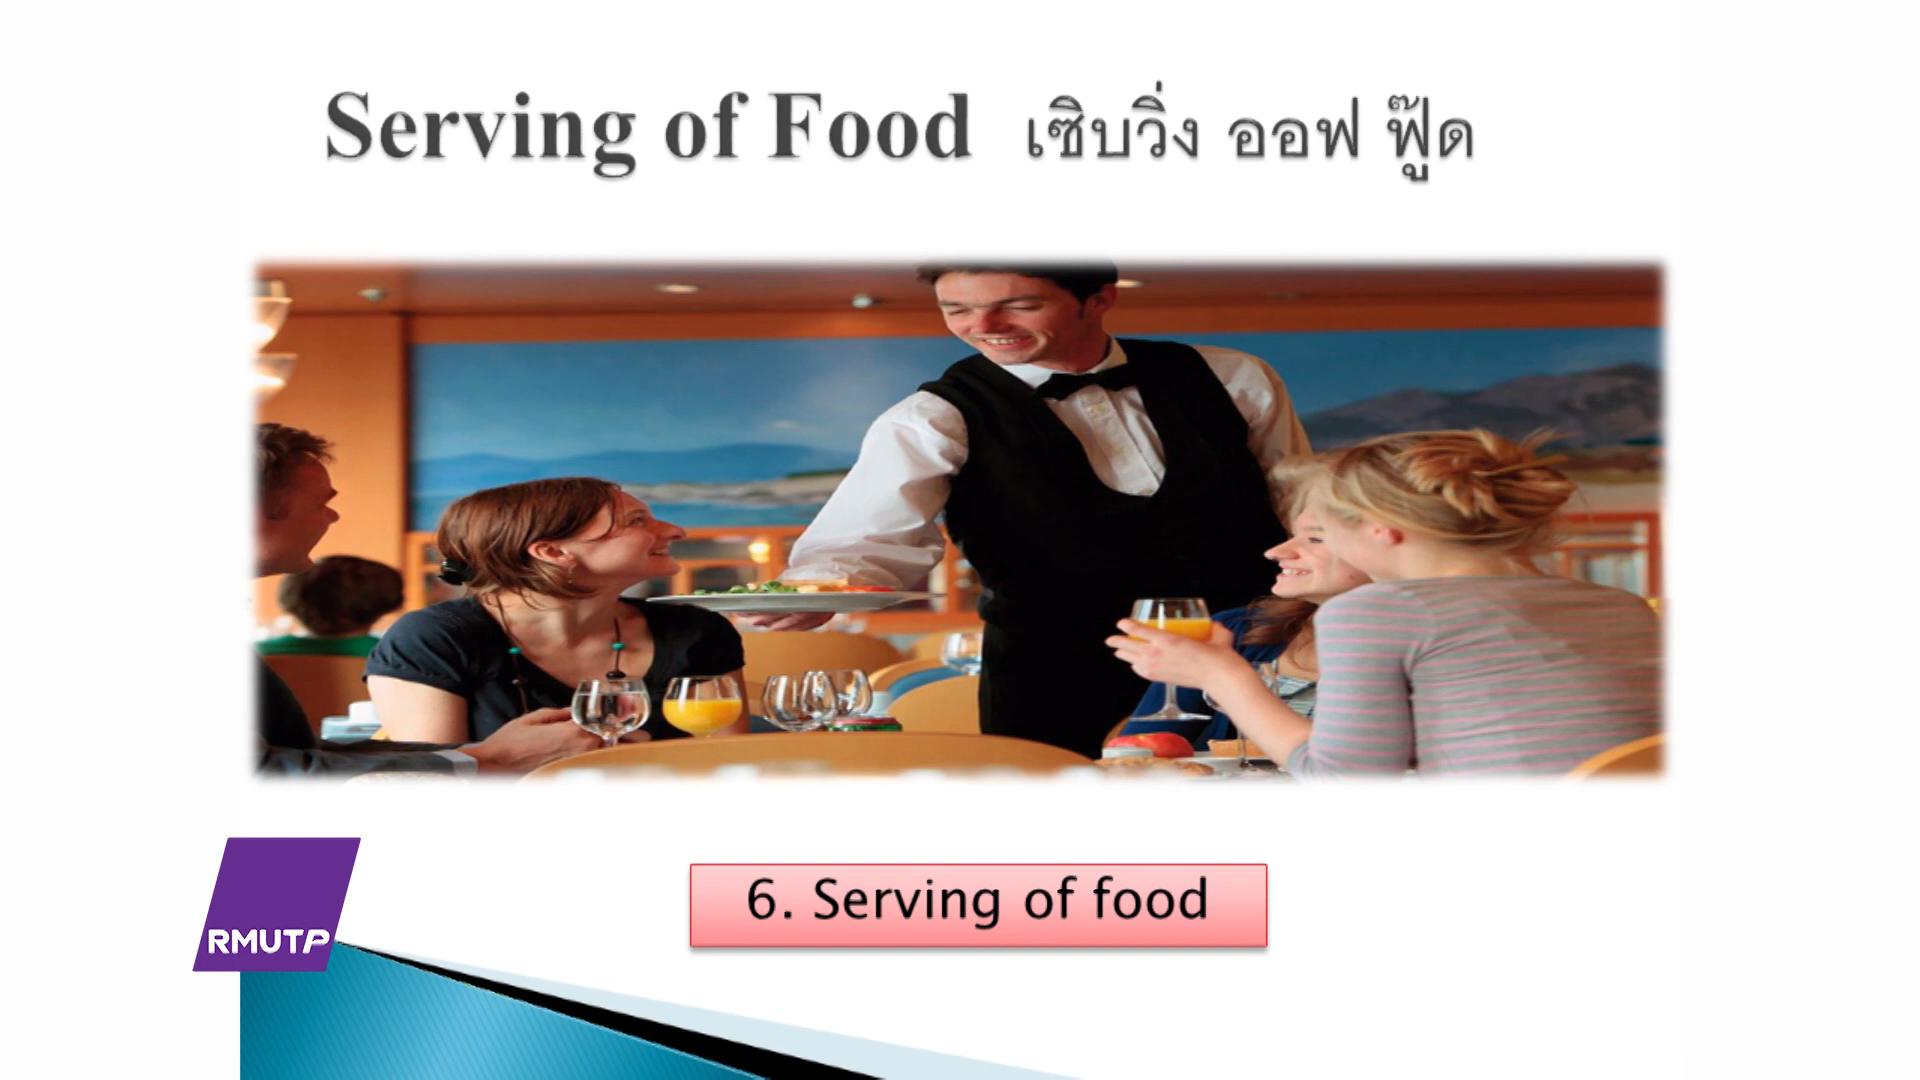 Serving of Food เซิบวิ่ง ออฟ ฟู๊ด
6. Serving of food
RMUTP